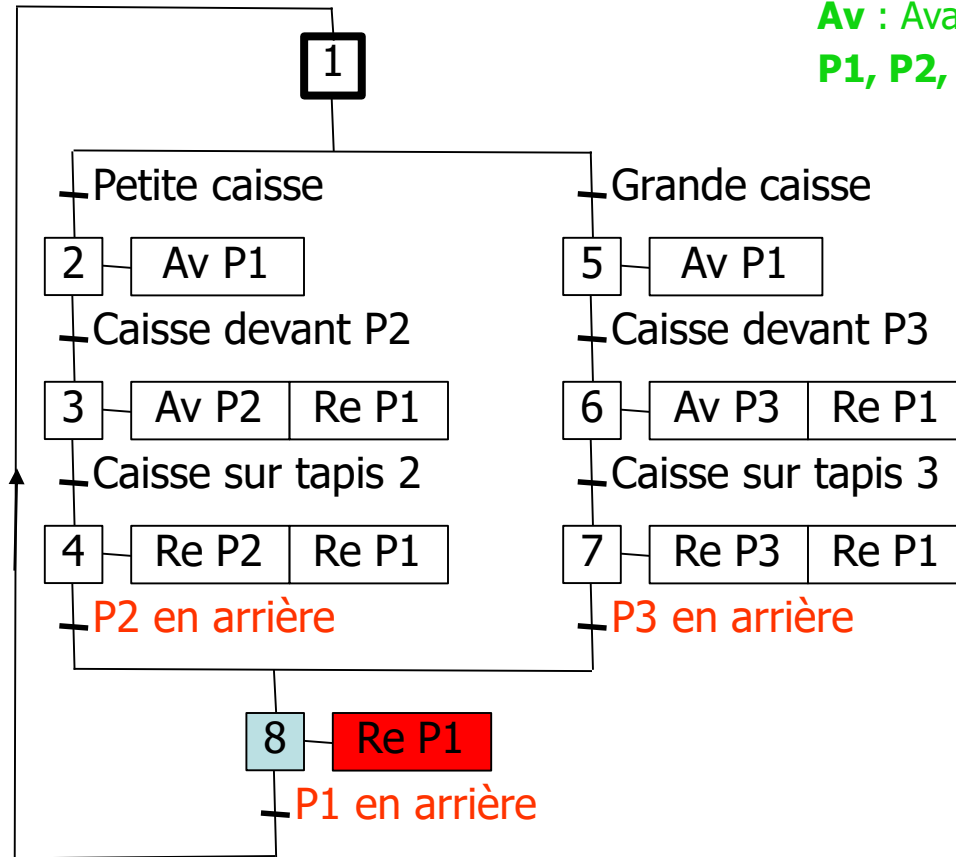 Av : Ava
P1, P2,
1
Petite caisse Grande caisse
2 Av P1 5 Av P1
Caisse devant P2 Caisse devant P3
3 Av P2 Re P1 6 Av P3 Re P1
Caisse sur tapis 2 Caisse sur tapis 3
4 Re P2 Re P1 7 Re P3 Re P1
P2 en arrière P3 en arrière
8 Re P1
P1 en arrière